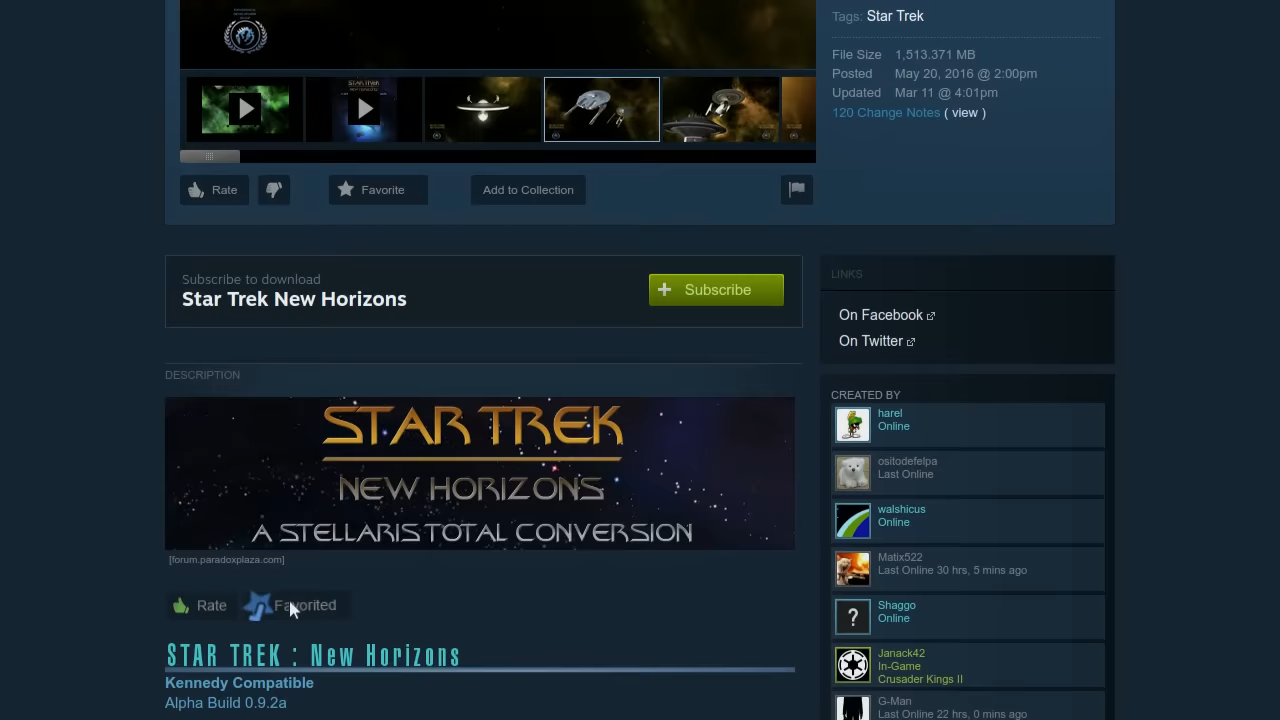 Tags: Star Trek
File Size 1,513.371 MB
Posted May 20, 2016 @ 2:00pm
Updated Mar 11 @ 4:01pm
120 Change Notes ( view )
STAR TREK
Rate
Favorite
Add to Collection
Subscribe to download
Star Trek New Horizons
Subscribe
LINKS
On Facebook
On Twitter
DESCRIPTION
STAR TREK
NEW HORIZONS
A STELLARIS TOTAL CONVERSION
[forum.paradoxplaza.com]
Rate
Favorited
STAR TREK : New Horizons
Kennedy Compatible
Alpha Build 0.9.2a
CREATED BY
harel
Online
ositodefelpa
Last Online
walshicus
Online
Matix522
Last Online 30 hrs, 5 mins ago
?
Shaggo
Online
Janack42
In-Game
Crusader Kings II
G-Man
Last Online 22 hrs, 0 mins ago